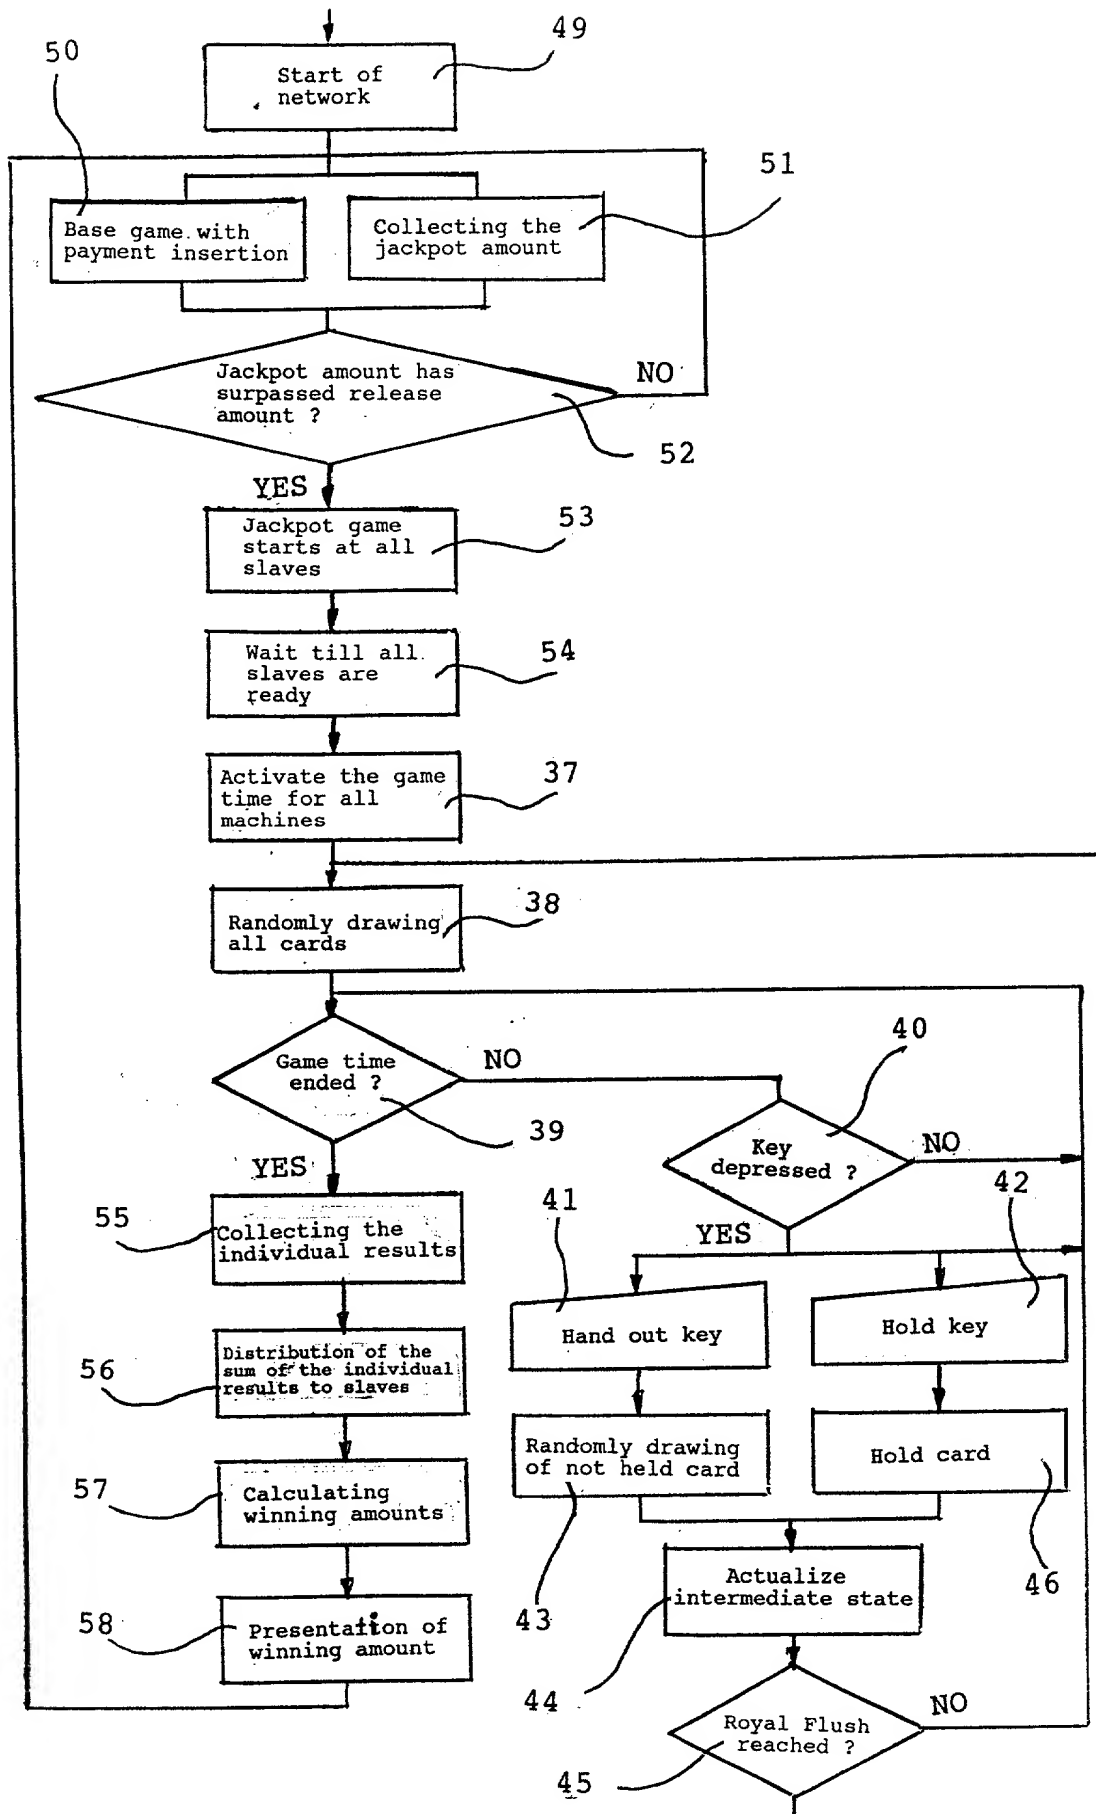 49
50
Start of
network
51
Base game with
payment insertion
Collecting the
jackpot amount
Jackpot amount has
surpassed release
amount ?
NO
52
YES
Jackpot game
starts at all
slaves
53
Wait till all
slaves are
ready
54
Activate the game
time for all
machines
37
Randomly drawing
all cards
38
Game time
ended ?
NO
39
40
Key
depressed ?
NO
YES
YES
55
Collecting the
individual results
41
42
Hand out key
Hold key
56
Distribution of the
sum of the individual
results to slaves
Randomly drawing
of not held card
Hold card
57
Calculating
winning amounts
43
46
Actualize
intermediate state
44
58
Presentation of
winning amount
Royal Flush
reached ?
NO
45